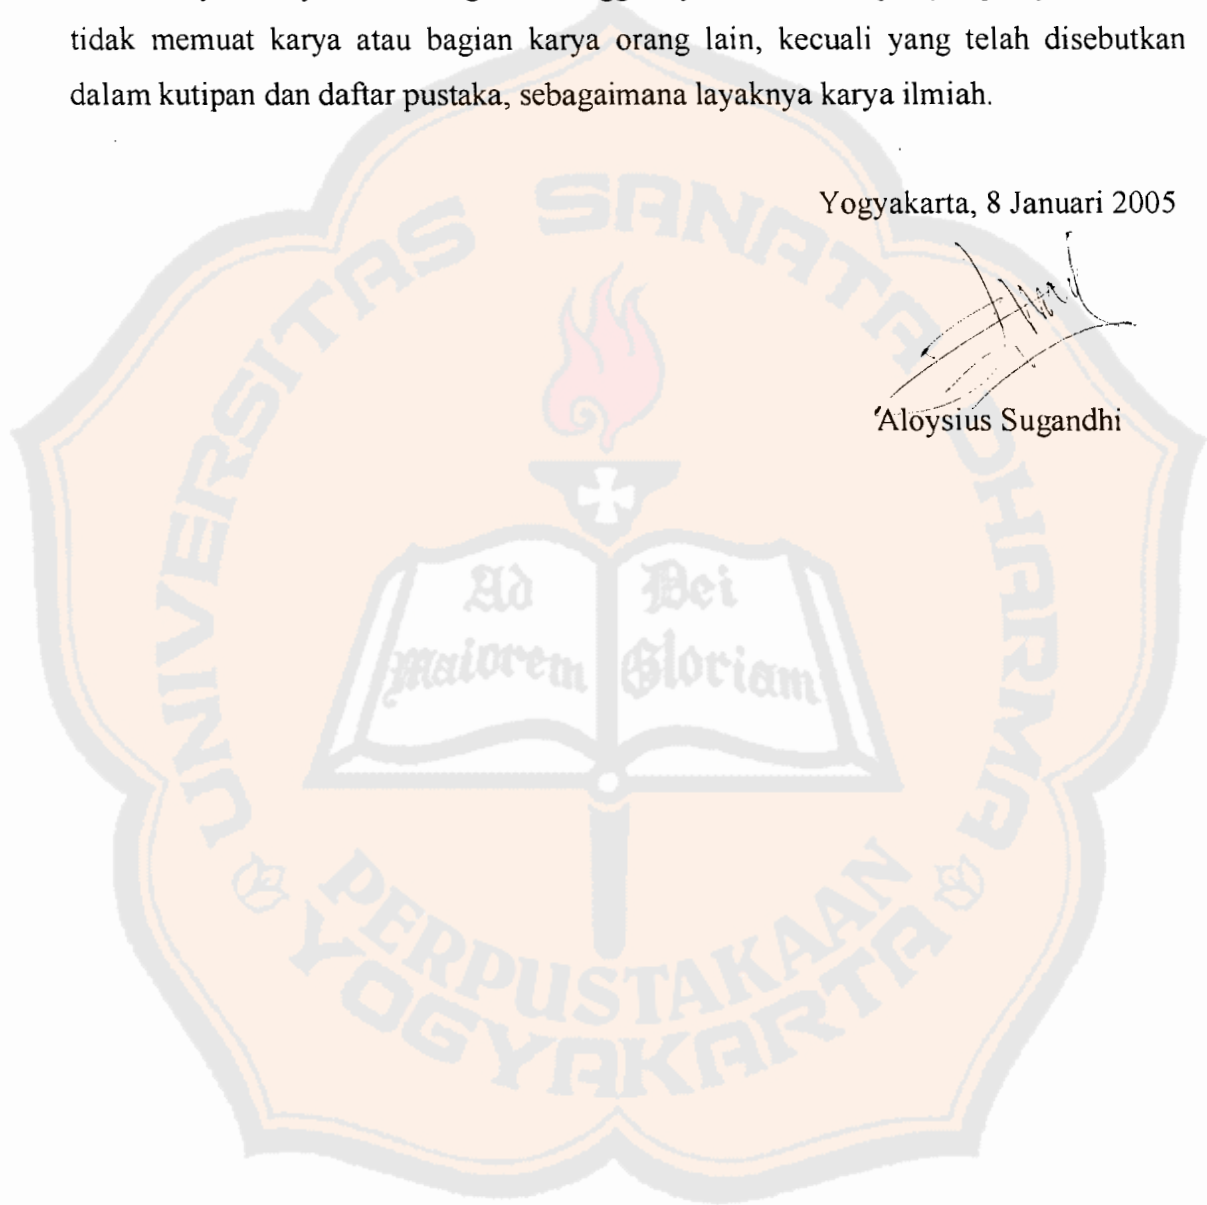 tidak memuat karya atau bagian karya orang lain, kecuali yang telah disebutkan
dalam kutipan dan daftar pustaka, sebagaimana layaknya karya ilmiah.
Yogyakarta, 8 Januari 2005
Aloysius Sugandhi
UNIVERSITAS SANATA DHARMA
Ad Dei
maiorem Gloriam
PERPUSTAKAAN
YOGYAKARTA